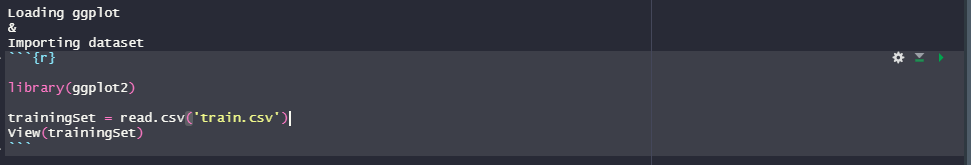 Loading ggplot
&
Importing dataset
```{r}
library(ggplot2)
trainingSet = read.csv('train.csv')
View(trainingSet)
```